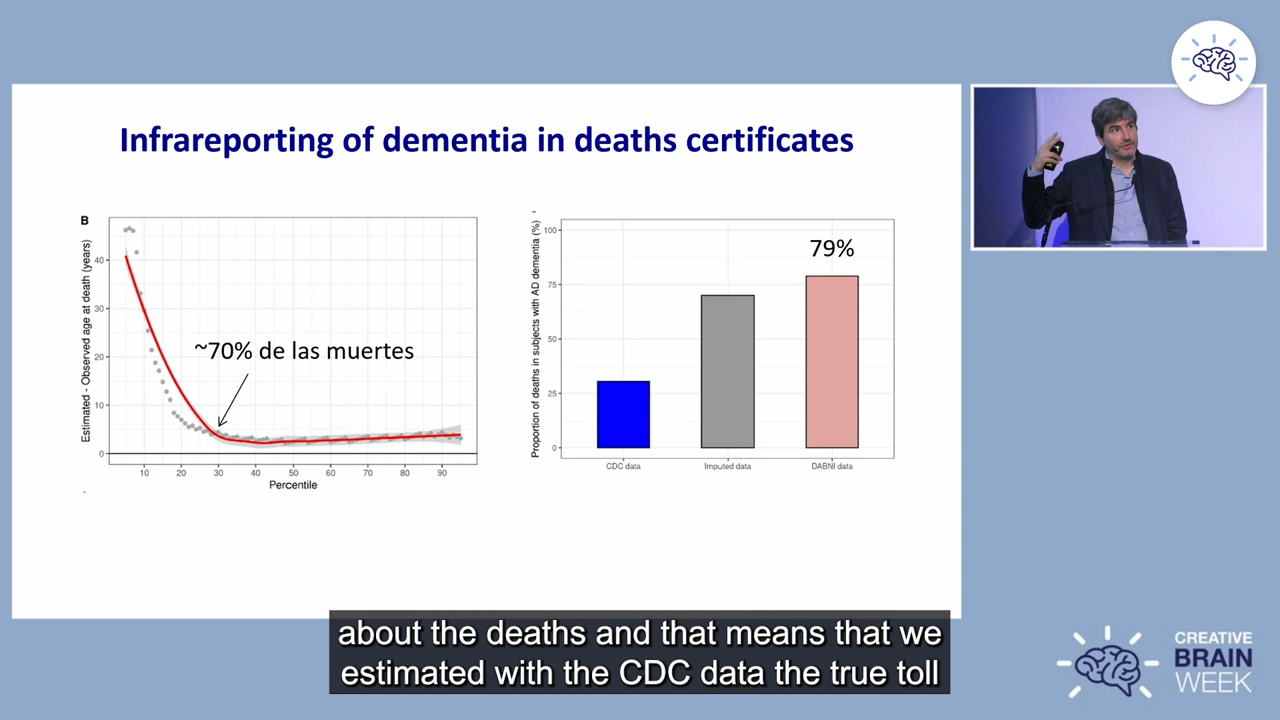 Infrareporting of dementia in deaths certificates
B
Estimated - Observed age at death (years)
40
30
20
10
0
~70% de las muertes
10 20 30 40 50 60 70 80 90
Percentile
Proportion of deaths in subjects with AD dementia (%)
100
75
50
25
0
79%
CDC data Imputed data DABNI data
about the deaths and that means that we
estimated with the CDC data the true toll
CREATIVE
BRAIN
WEEK